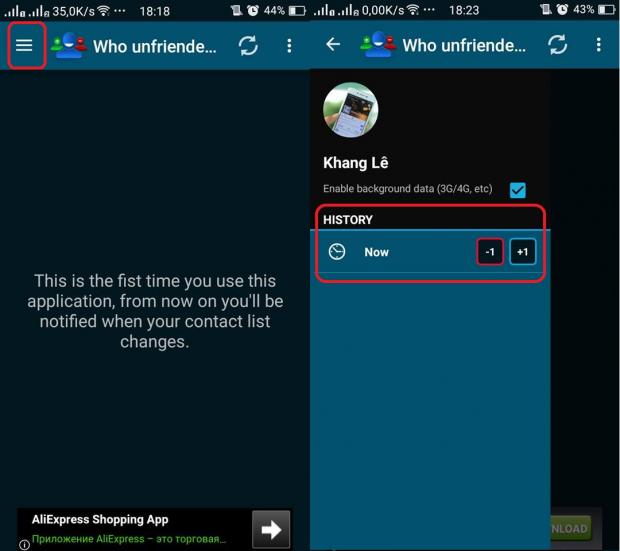 35,0K/s ··· 18:18 44%
Who unfriende...
This is the fist time you use this
application, from now on you'll be
notified when your contact list
changes.
AliExpress Shopping App
Приложение AliExpress – это торговая...
0,00K/s ··· 18:23 43%
Who unfriende...
Khang Lê
Enable background data (3G/4G, etc)
HISTORY
Now -1 +1
NLOAD